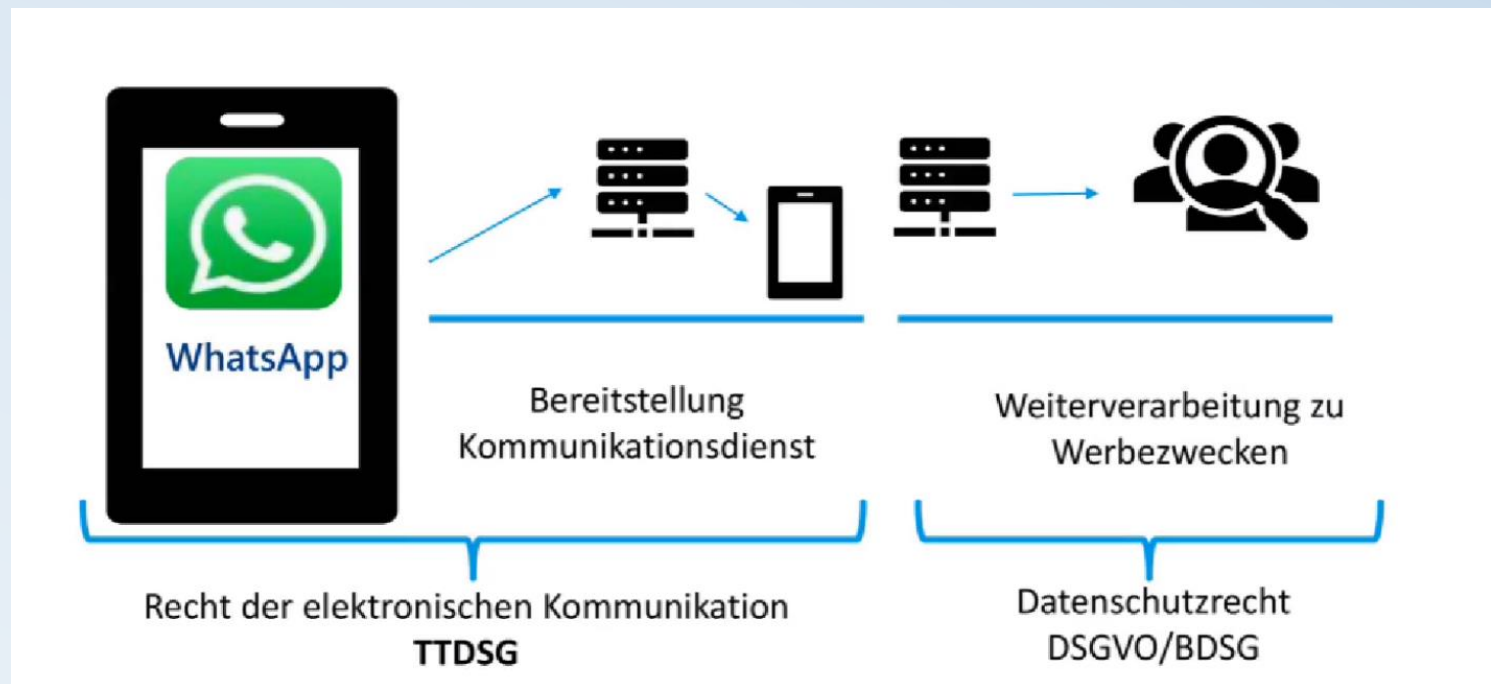 WhatsApp
Bereitstellung
Kommunikationsdienst
Weiterverarbeitung zu
Werbezwecken
Recht der elektronischen Kommunikation
TTDSG
Datenschutzrecht
DSGVO/BDSG